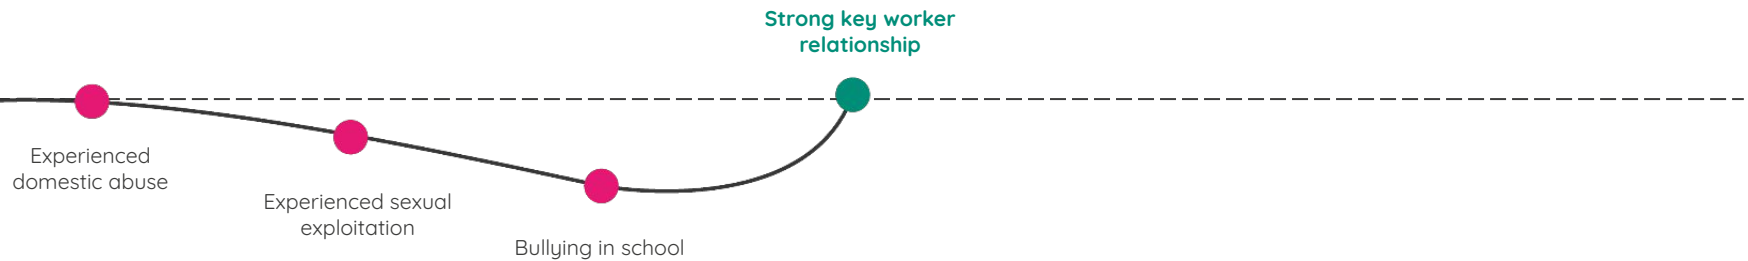 Strong key worker
relationship
Experienced
domestic abuse
Experienced sexual
exploitation
Bullying in school